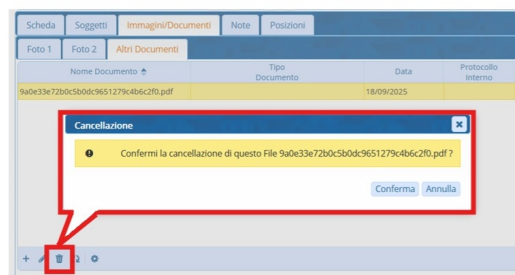 Scheda Soggetti Immagini/Documenti Note Posizioni
Foto 1 Foto 2 Altri Documenti
Nome Documento Tipo Documento Data Protocollo Interno
9a0e33e72b0c5b0dc9651279c4b6c2f0.pdf 18/09/2025
Cancellazione
Confermi la cancellazione di questo File 9a0e33e72b0c5b0dc9651279c4b6c2f0.pdf ?
Conferma Annulla